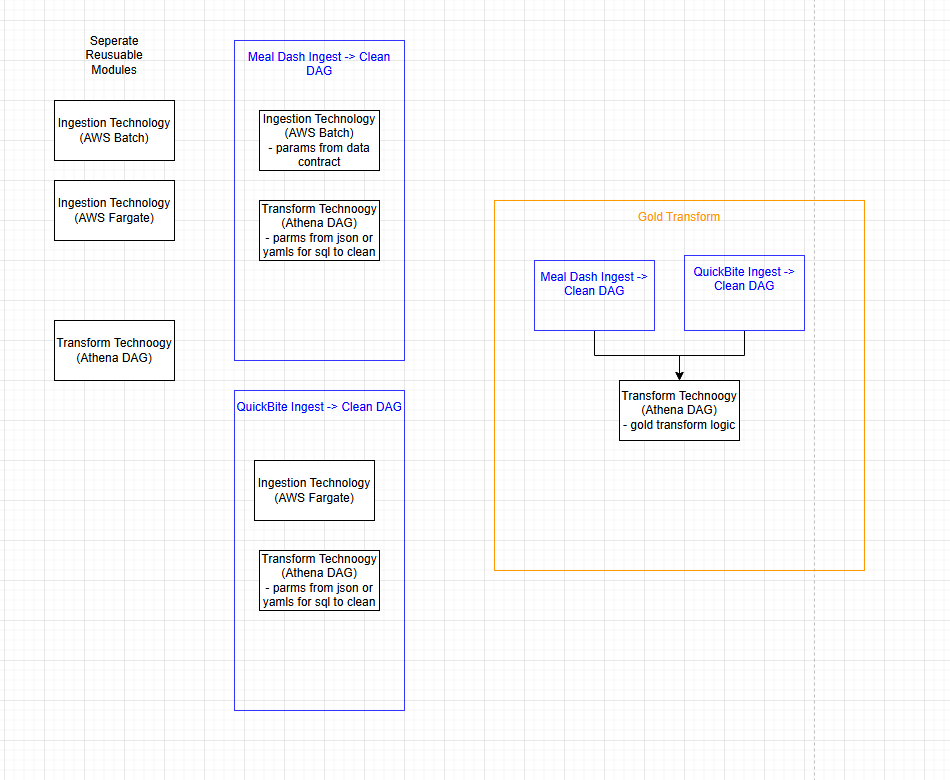 Seperate
Reusuable
Modules
Ingestion Technology
(AWS Batch)
Ingestion Technology
(AWS Fargate)
Transform Technoogy
(Athena DAG)
Meal Dash Ingest -> Clean
DAG
Ingestion Technology
(AWS Batch)
- params from data
contract
Transform Technoogy
(Athena DAG)
- parms from json or
yamls for sql to clean
QuickBite Ingest -> Clean DAG
Ingestion Technology
(AWS Fargate)
Transform Technoogy
(Athena DAG)
- parms from json or
yamls for sql to clean
Gold Transform
Meal Dash Ingest ->
Clean DAG
QuickBite Ingest ->
Clean DAG
Transform Technoogy
(Athena DAG)
- gold transform logic